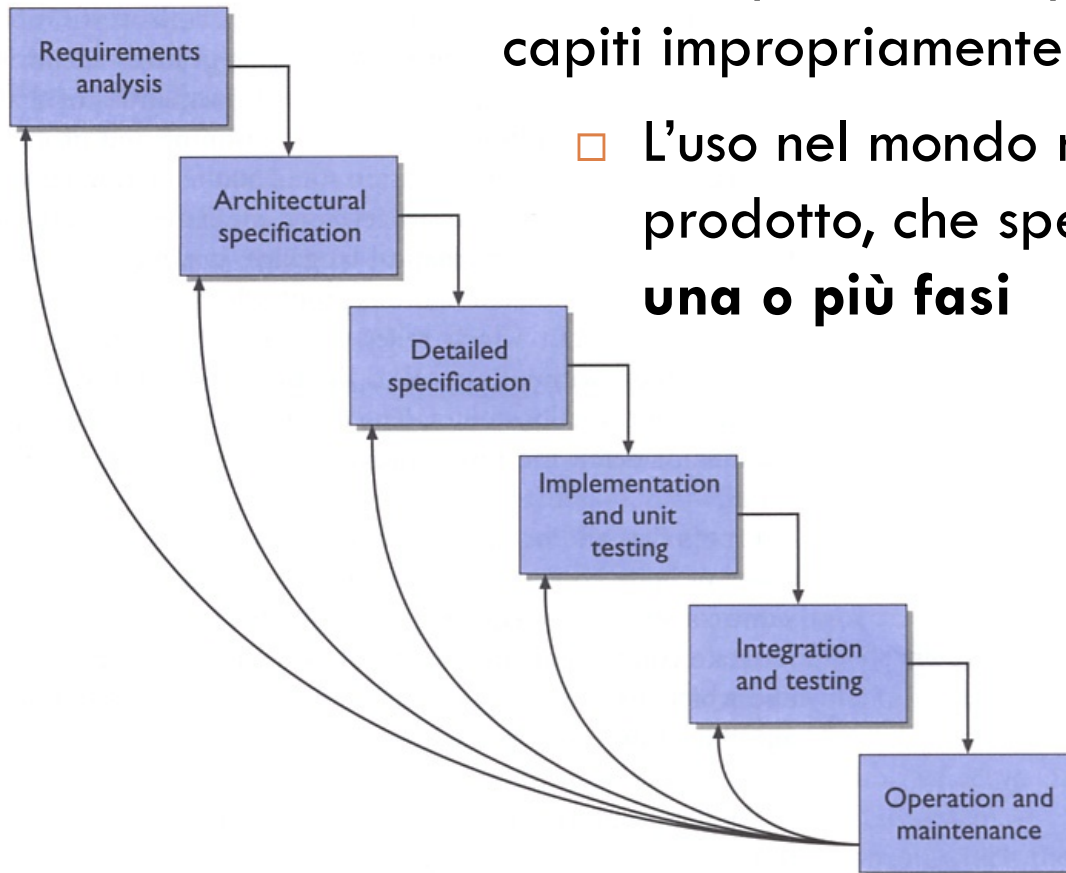 capiti impropriamente
L'uso nel mondo
prodotto, che
una o più fasi
Requirements
analysis
Architectural
specification
Detailed
specification
Implementation
and unit
testing
Integration
and testing
Operation and
maintenance